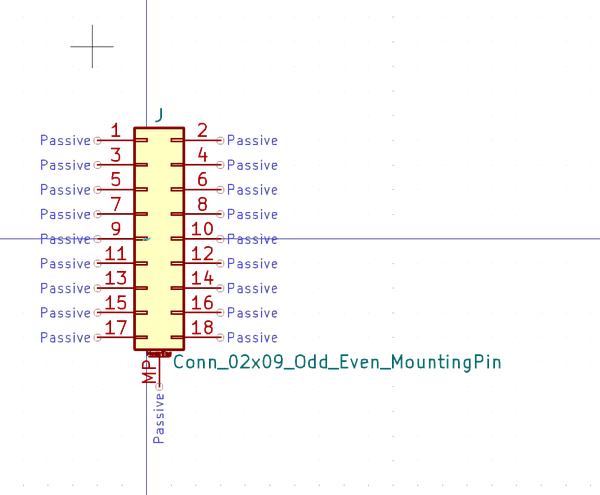 J
Passive 1 2 Passive
Passive 3 4 Passive
Passive 5 6 Passive
Passive 7 8 Passive
Passive 9 10 Passive
Passive 11 12 Passive
Passive 13 14 Passive
Passive 15 16 Passive
Passive 17 18 Passive
MP
Conn_02x09_Odd_Even_MountingPin
Passive